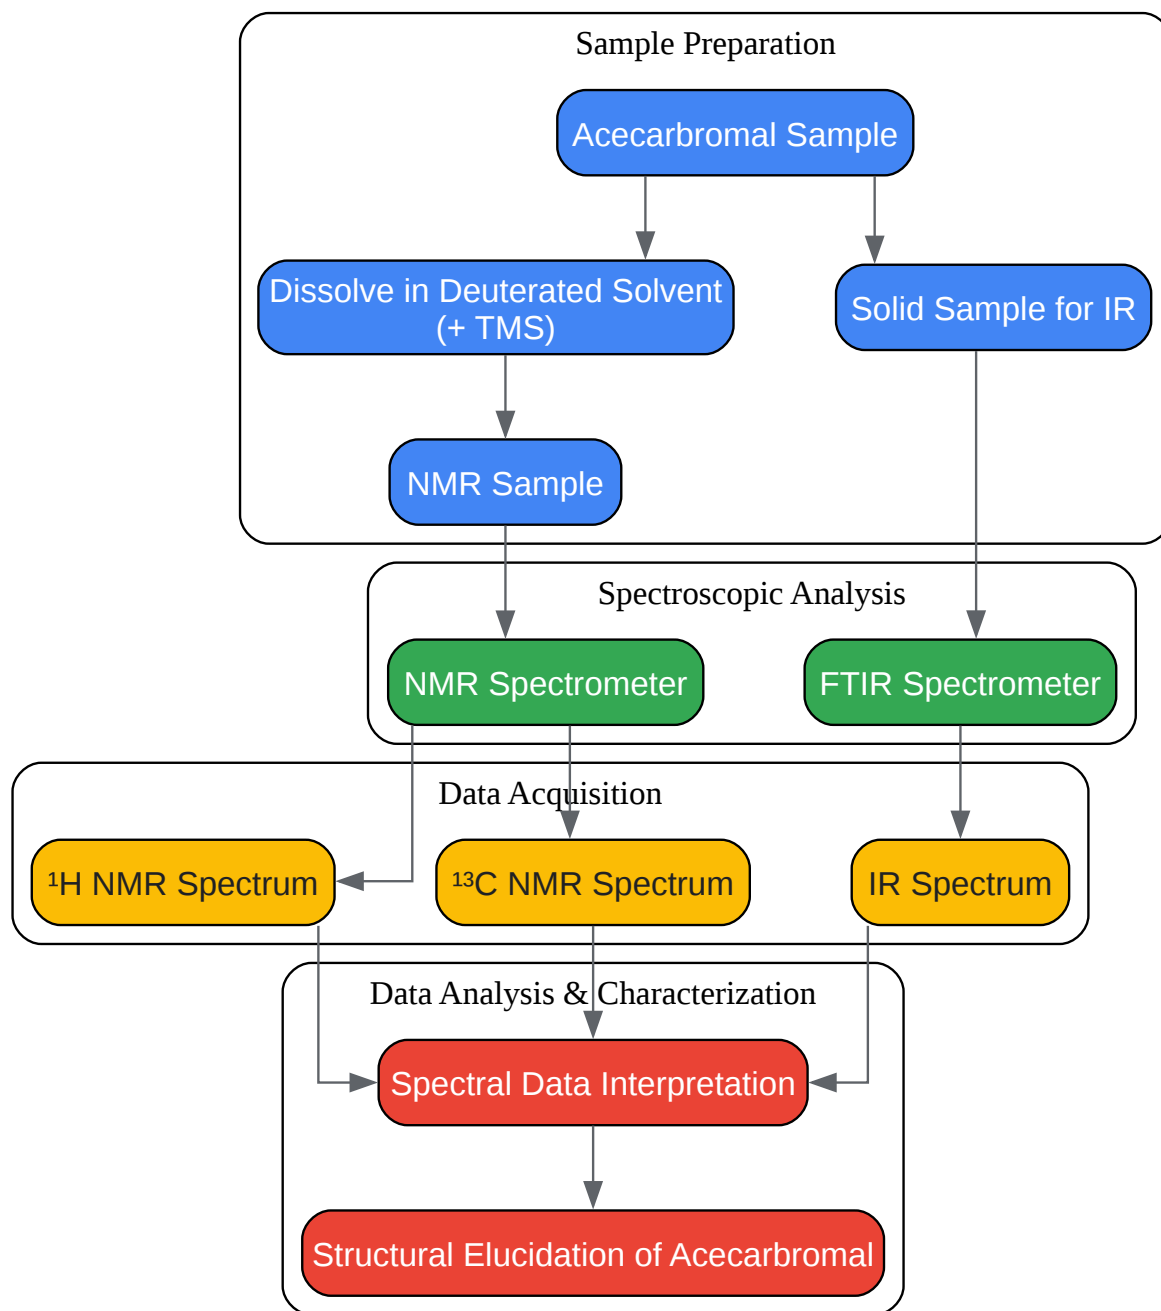 Sample Preparation
Acecarbromal Sample
Dissolve in Deuterated Solvent
(+ TMS)
Solid Sample for IR
NMR Sample
Spectroscopic Analysis
NMR Spectrometer
FTIR Spectrometer
Data Acquisition
¹H NMR Spectrum
¹³C NMR Spectrum
IR Spectrum
Data Analysis & Characterization
Spectral Data Interpretation
Structural Elucidation of Acecarbromal